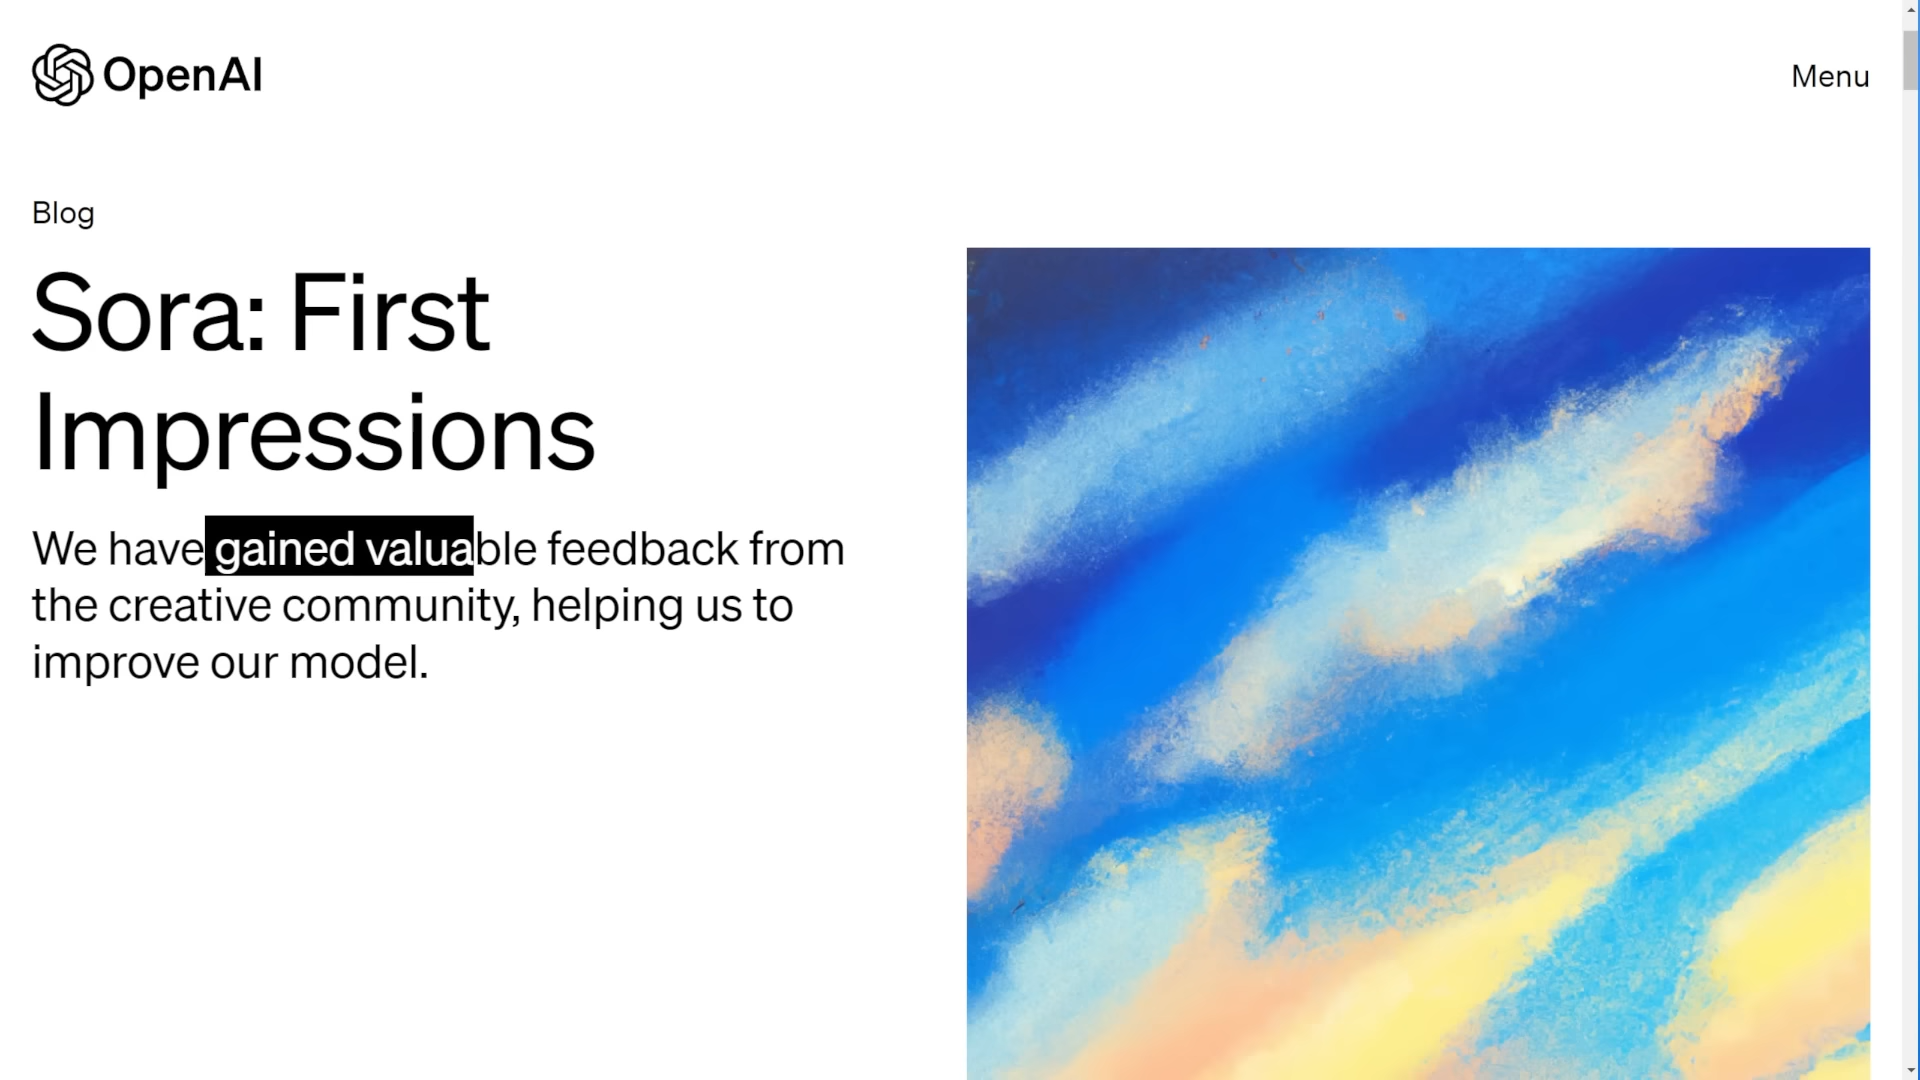 OpenAI
Menu
Blog
Sora: First
Impressions
We have gained valuable feedback from
the creative community, helping us to
improve our model.